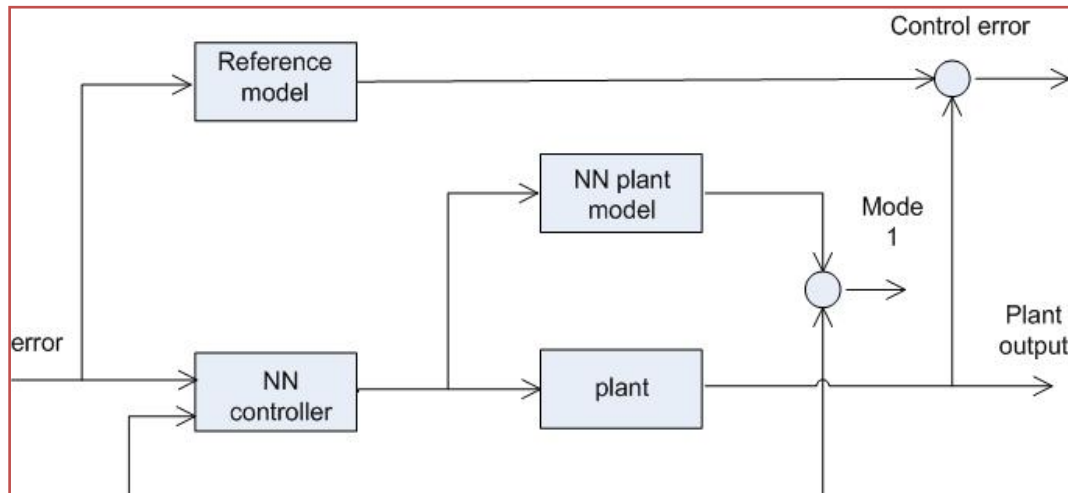 Control error
Reference
model
NN plant
model
Mode
1
error
NN
controller
plant
Plant
output